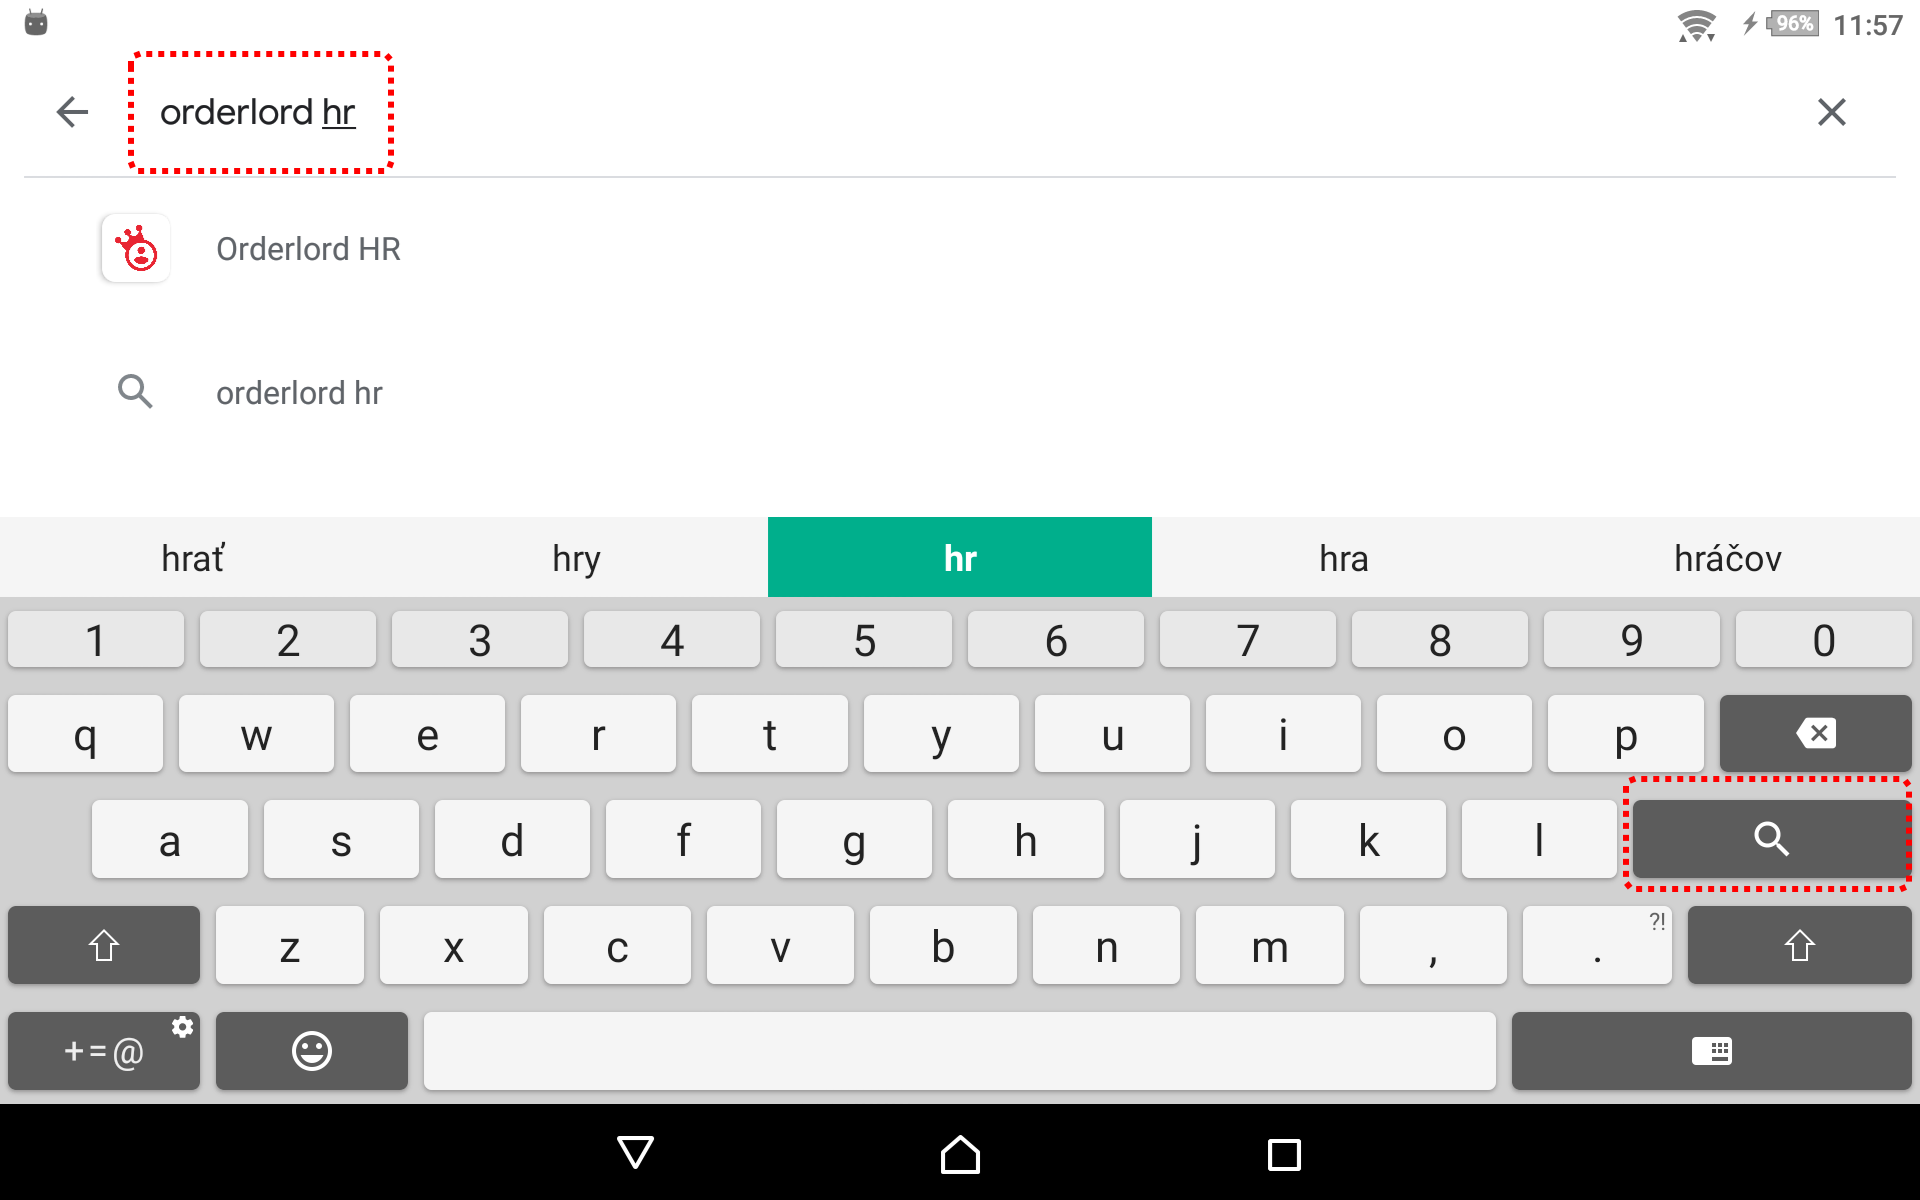 96% 11:57
orderlord hr
Orderlord HR
orderlord hr
hrať hry hr hra hráčov
1 2 3 4 5 6 7 8 9 0
q w e r t y u i o p
a s d f g h j k l
z x c v b n m , . ?!
+=@